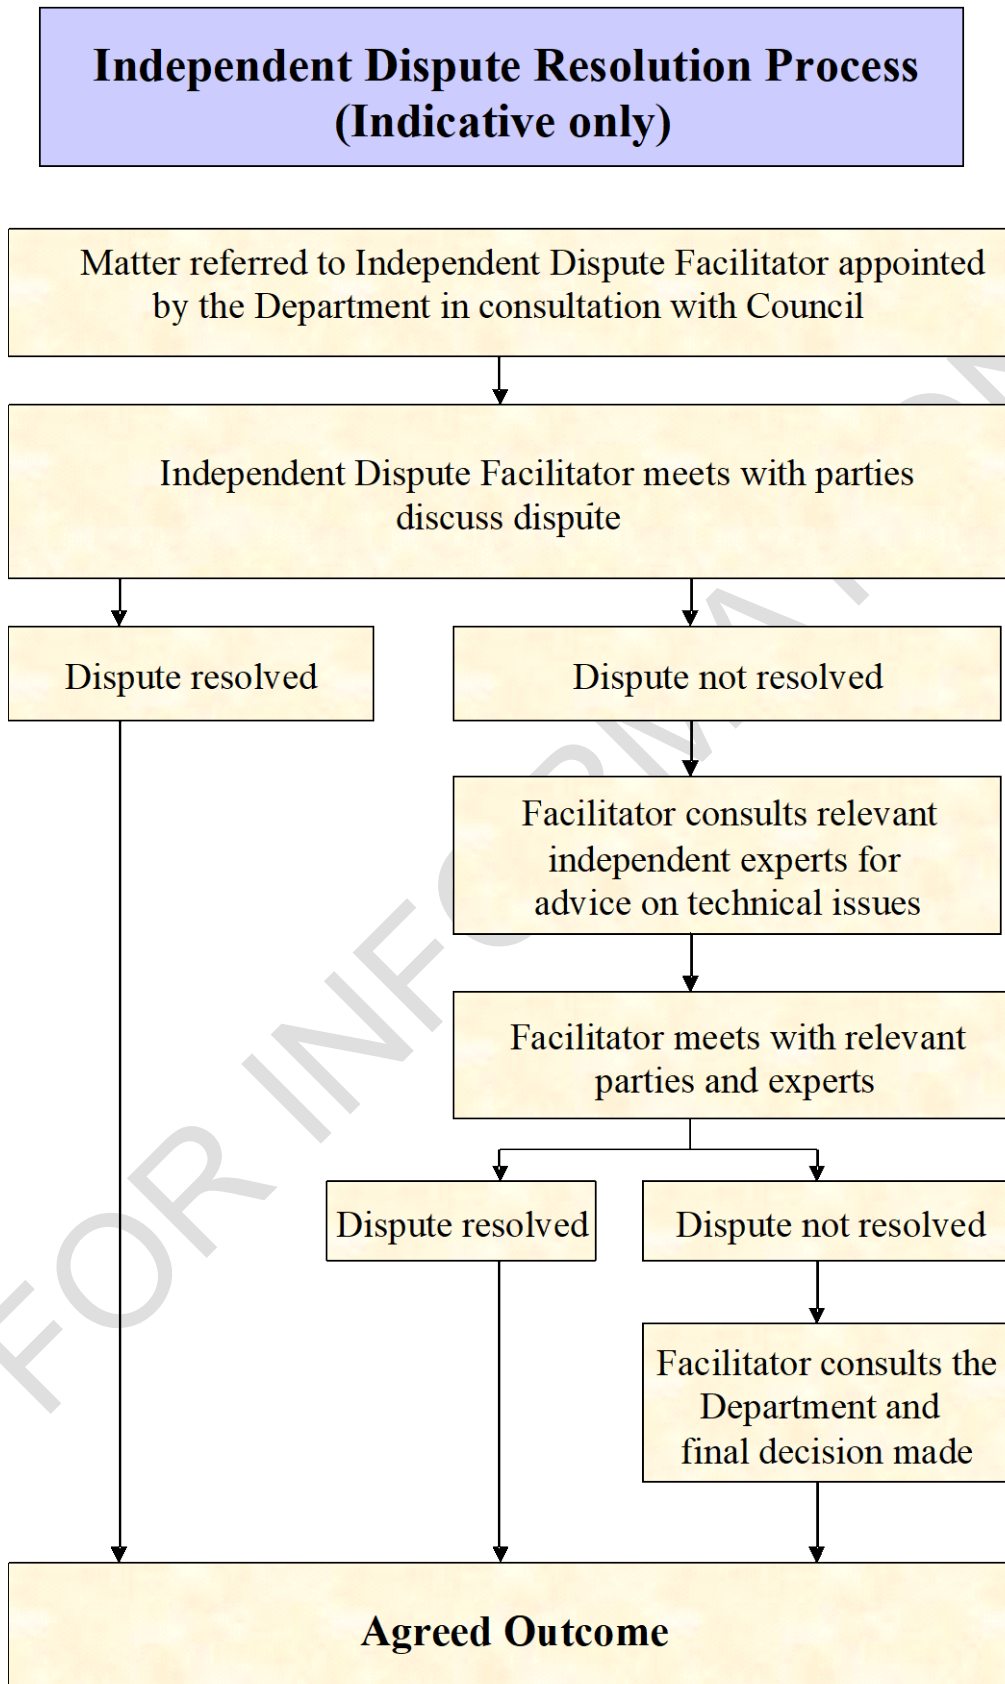 Independent Dispute Resolution Process
(Indicative only)
Matter referred to Independent Dispute Facilitator appointed
by the Department in consultation with Council
Independent Dispute Facilitator meets with parties
discuss dispute
Dispute resolved
Dispute not resolved
Facilitator consults relevant
independent experts for
advice on technical issues
Facilitator meets with relevant
parties and experts
Dispute resolved
Dispute not resolved
Facilitator consults the
Department and
final decision made
Agreed Outcome
FOR INFORMATION